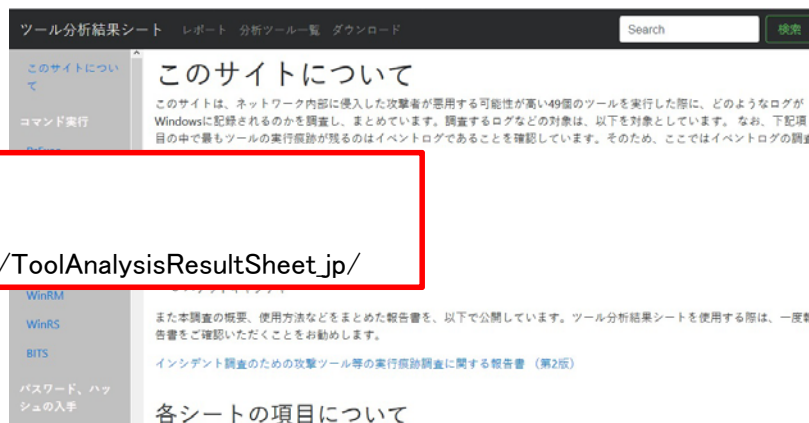 ツール分析結果シート レポート 分析ツール一覧 ダウンロード Search 検索
このサイトについて
このサイトについて
このサイトは、ネットワーク内部に侵入した攻撃者が悪用する可能性が高い49個のツールを実行した際に、どのようなログが
Windowsに記録されるのかを調査し、まとめています。調査するログなどの対象は、以下を対象としています。 なお、下記項
目の中で最もツールの実行痕跡が残るのはイベントログであることを確認しています。そのため、ここではイベントログの調査
コマンド実行
/ToolAnalysisResultSheet_jp/
WinRM
WinRS
BITS
また本調査の概要、使用方法などをまとめた報告書を、以下で公開しています。ツール分析結果シートを使用する際は、一度報
告書をご確認いただくことをお勧めします。
インシデント調査のための攻撃ツール等の実行痕跡調査に関する報告書 （第2版）
パスワード、ハッ
シュの入手
各シートの項目について